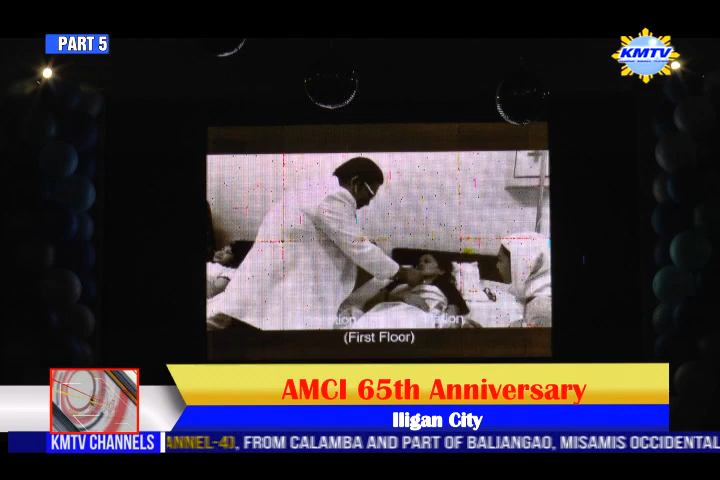 PART 5
KMTV
(First Floor)
AMCI 65th Anniversary
Iligan City
KMTV CHANNELS
ANNEL-4), FROM CALAMBA AND PART OF BALIANGAO, MISAMIS OCCIDENTAL